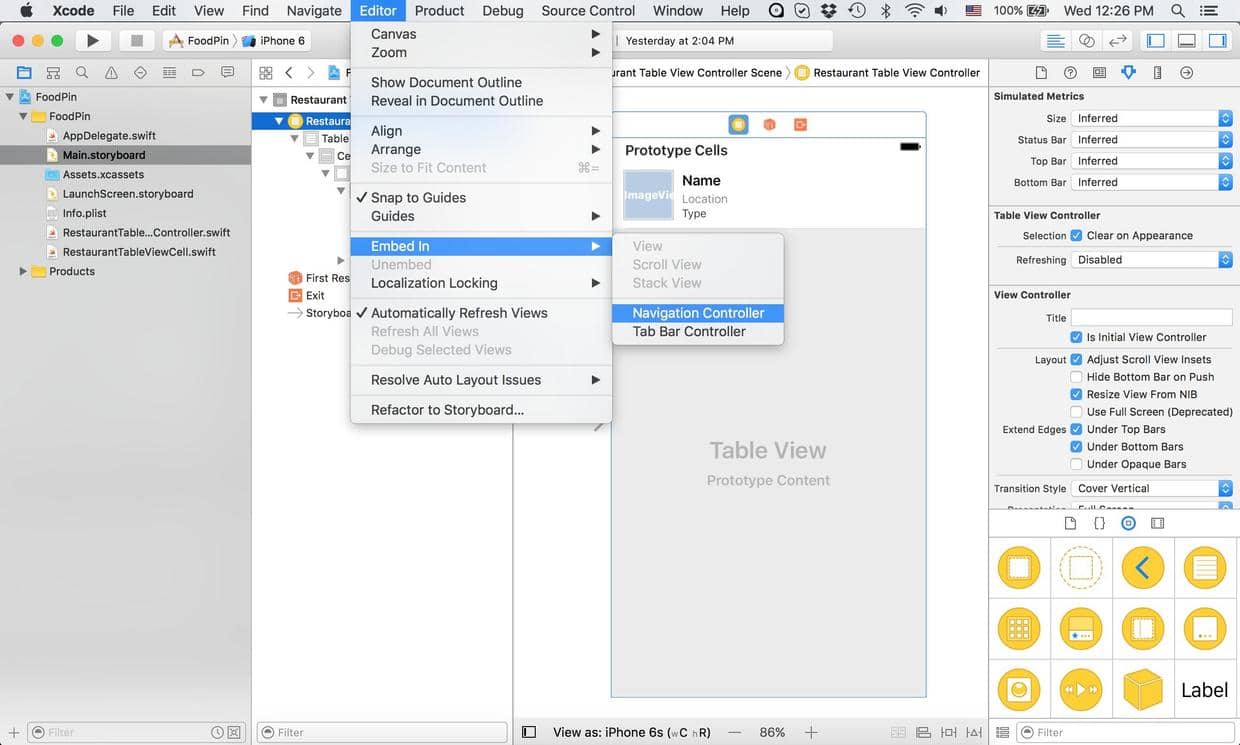 Xcode File Edit View Find Navigate Editor Product Debug Source Control Window Help 100% Wed 12:26 PM
FoodPin iPhone 6 Yesterday at 2:04 PM
Table View Controller Scene Restaurant Table View Controller
FoodPin
FoodPin
AppDelegate.swift
Main.storyboard
Assets.xcassets
LaunchScreen.storyboard
Info.plist
RestaurantTable...Controller.swift
RestaurantTableViewCell.swift
Products
Filter
Restaurant
Table
First Res
Exit
Filter
Canvas
Zoom
Show Document Outline
Reveal in Document Outline
Align
Arrange
Size to Fit Content ⌘=
✓ Snap to Guides
Guides
Embed In
Unembed
Localization Locking
✓ Automatically Refresh Views
Refresh All Views
Debug Selected Views
Resolve Auto Layout Issues
Refactor to Storyboard...
View
Scroll View
Stack View
Navigation Controller
Tab Bar Controller
Prototype Cells
ImageVie
Name
Location
Type
Table View
Prototype Content
View as: iPhone 6s (wC hR) — 86% +
Simulated Metrics
Size Inferred
Status Bar Inferred
Top Bar Inferred
Bottom Bar Inferred
Table View Controller
Selection Clear on Appearance
Refreshing Disabled
View Controller
Title
Is Initial View Controller
Layout Adjust Scroll View Insets
Hide Bottom Bar on Push
Resize View From NIB
Use Full Screen (Deprecated)
Extend Edges Under Top Bars
Under Bottom Bars
Under Opaque Bars
Transition Style Cover Vertical
Label
Filter